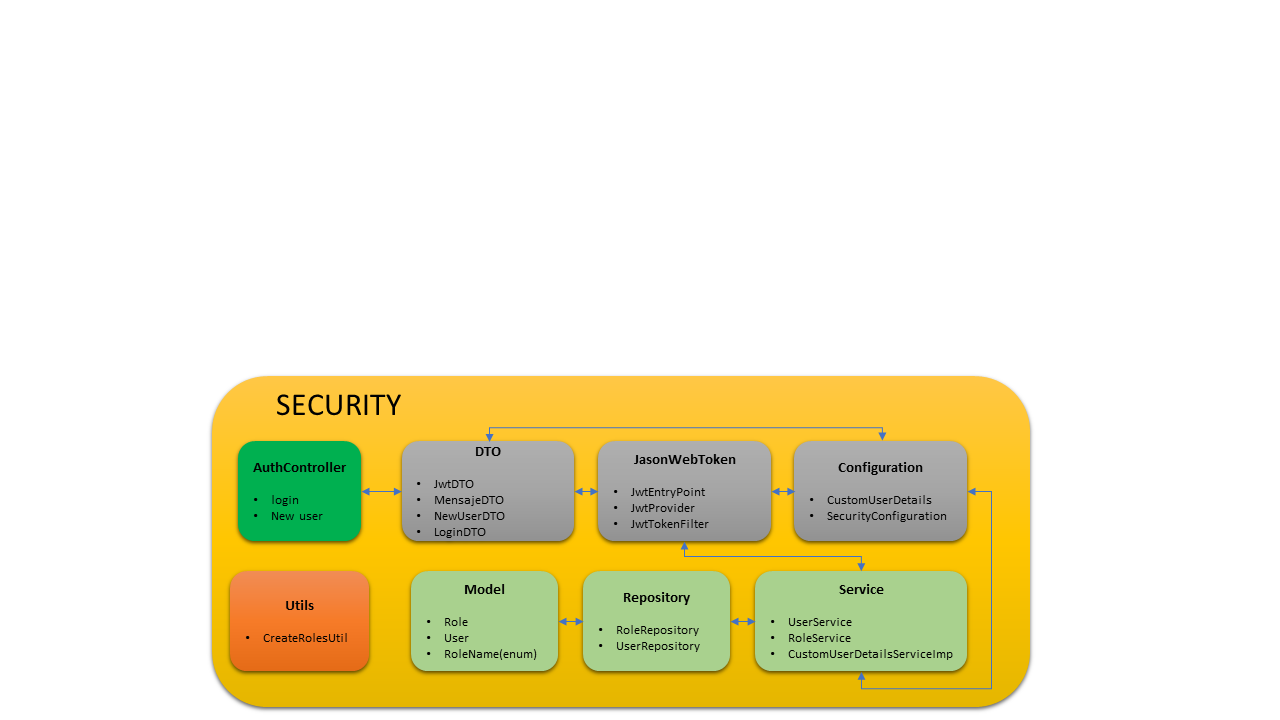 SECURITY
AuthController
• login
• New user
DTO
• JwtDTO
• MensajeDTO
• NewUserDTO
• LoginDTO
JasonWebToken
• JwtEntryPoint
• JwtProvider
• JwtTokenFilter
Configuration
• CustomUserDetails
• SecurityConfiguration
Utils
• CreateRolesUtil
Model
• Role
• User
• RoleName(enum)
Repository
• RoleRepository
• UserRepository
Service
• UserService
• RoleService
• CustomUserDetailsServiceImp